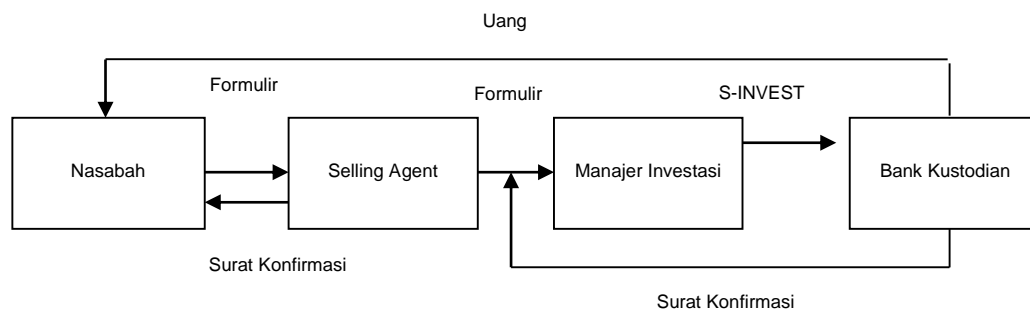 Uang
Formulir
Formulir
S-INVEST
Nasabah
Selling Agent
Manajer Investasi
Bank Kustodian
Surat Konfirmasi
Surat Konfirmasi